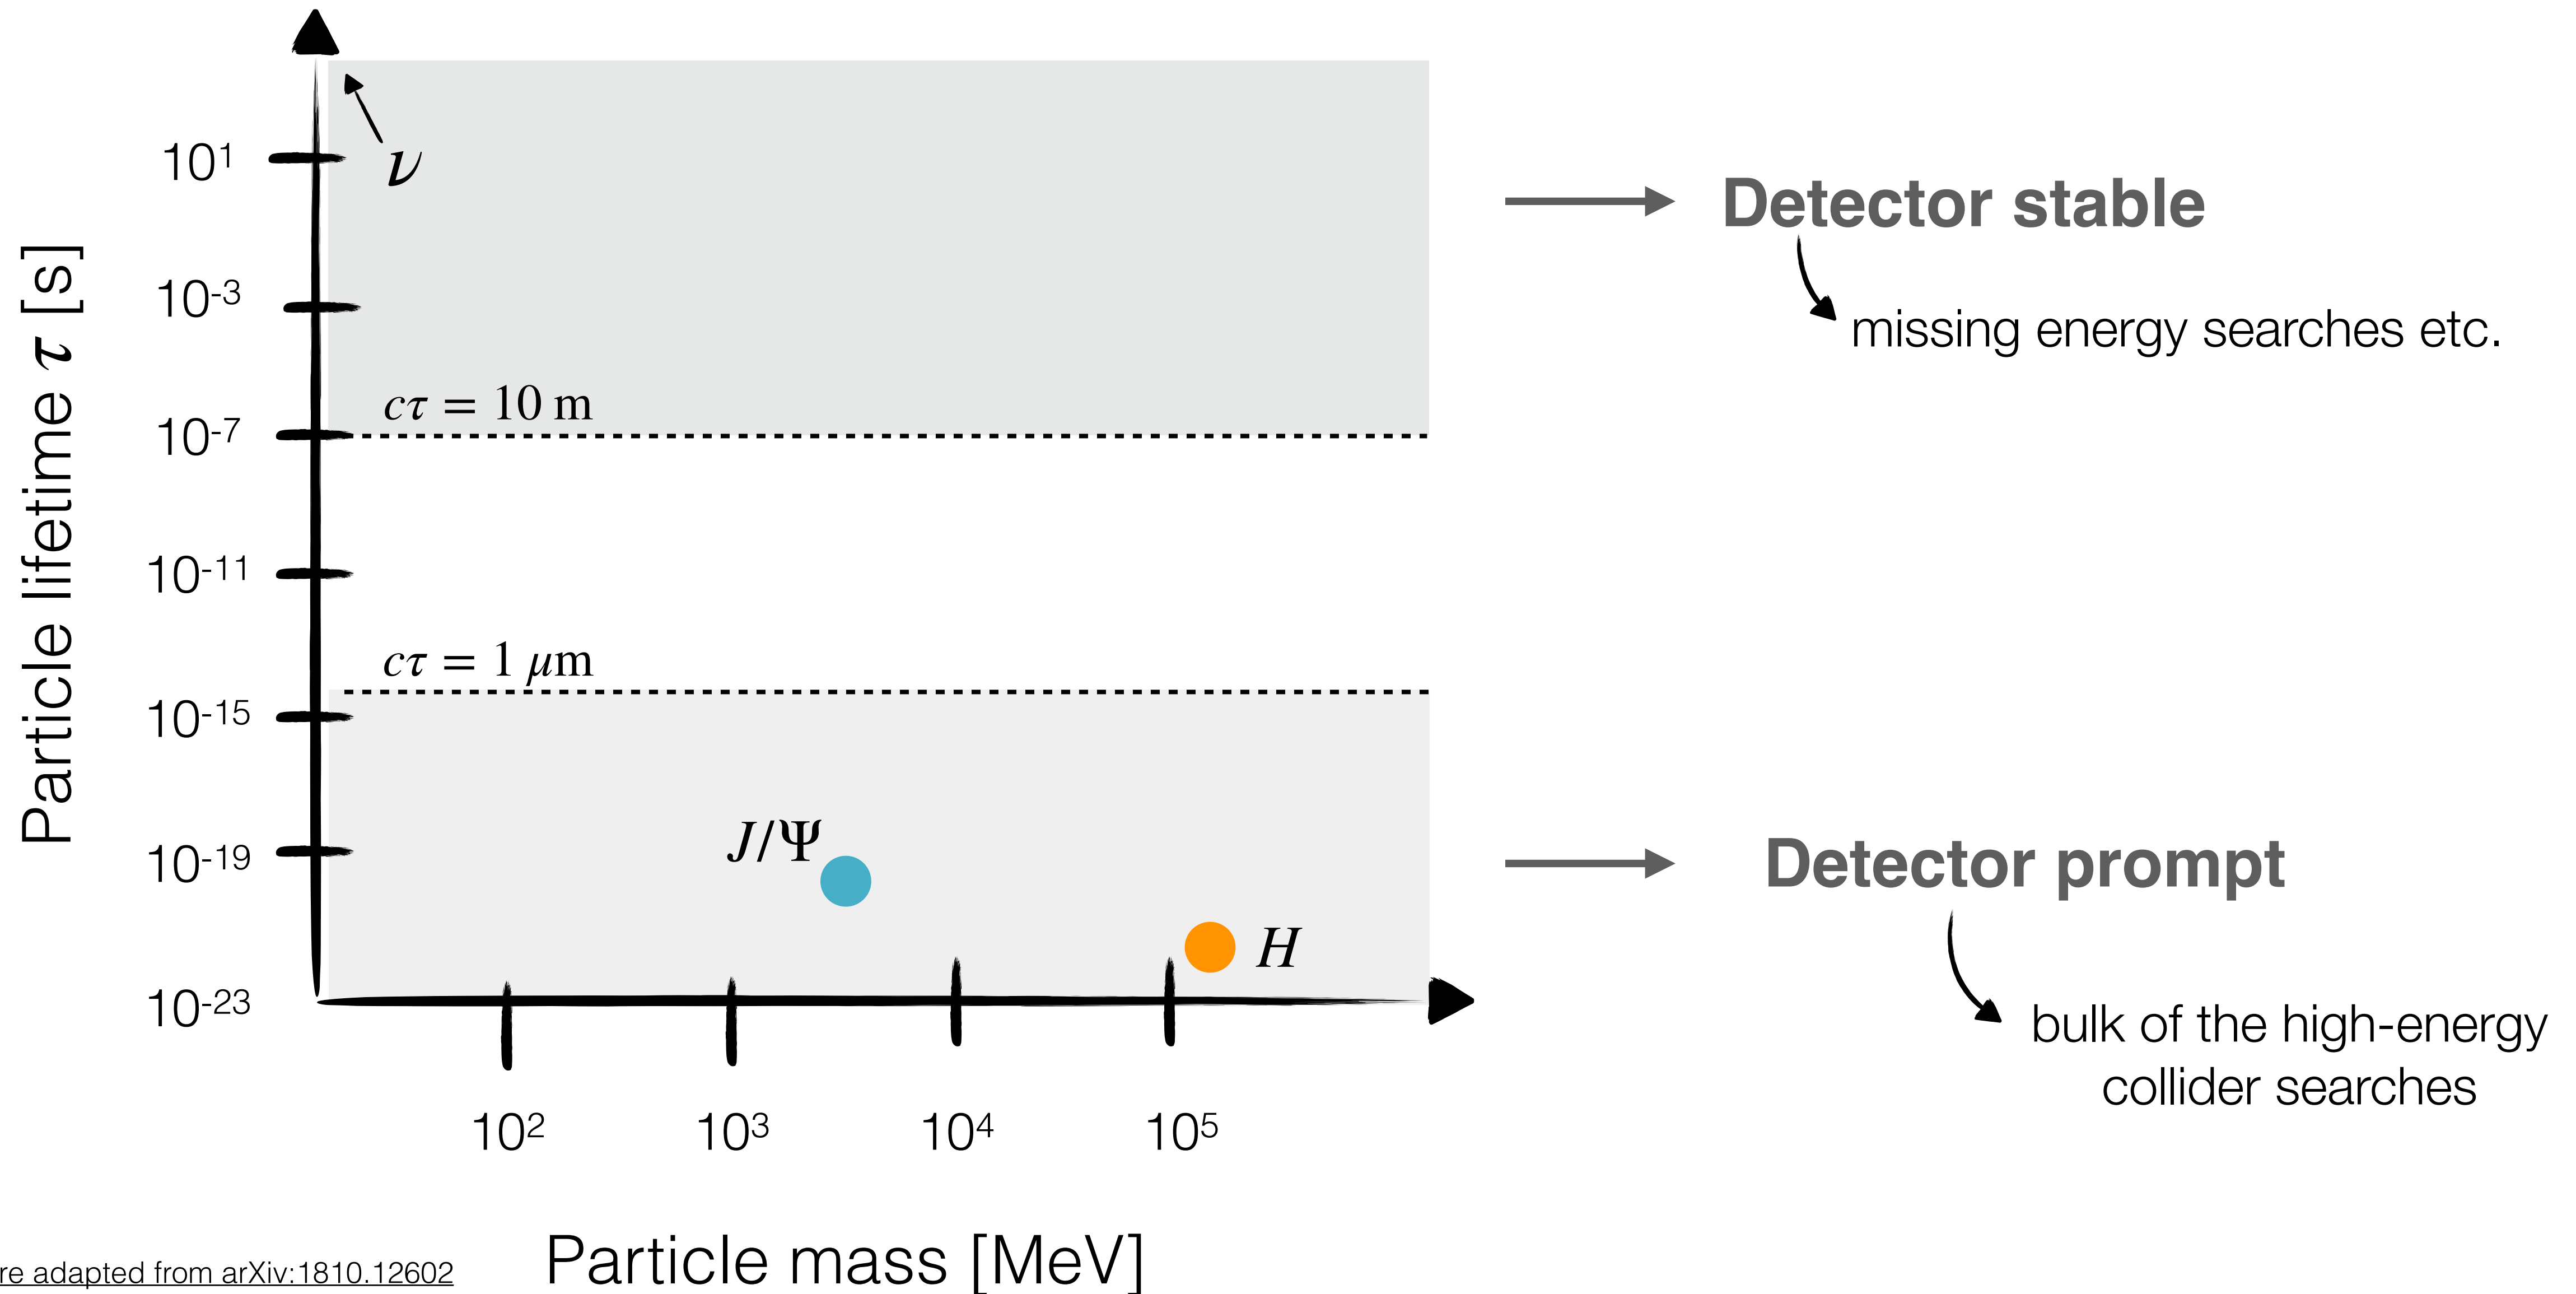 Particle lifetime τ [s]
10¹
10⁻³
10⁻⁷
10⁻¹¹
10⁻¹⁵
10⁻¹⁹
10⁻²³
ν
cτ = 10 m
cτ = 1 μm
J/Ψ
H
10² 10³ 10⁴ 10⁵
Particle mass [MeV]
Detector stable
missing energy searches etc.
Detector prompt
bulk of the high-energy
collider searches
re adapted from arXiv:1810.12602